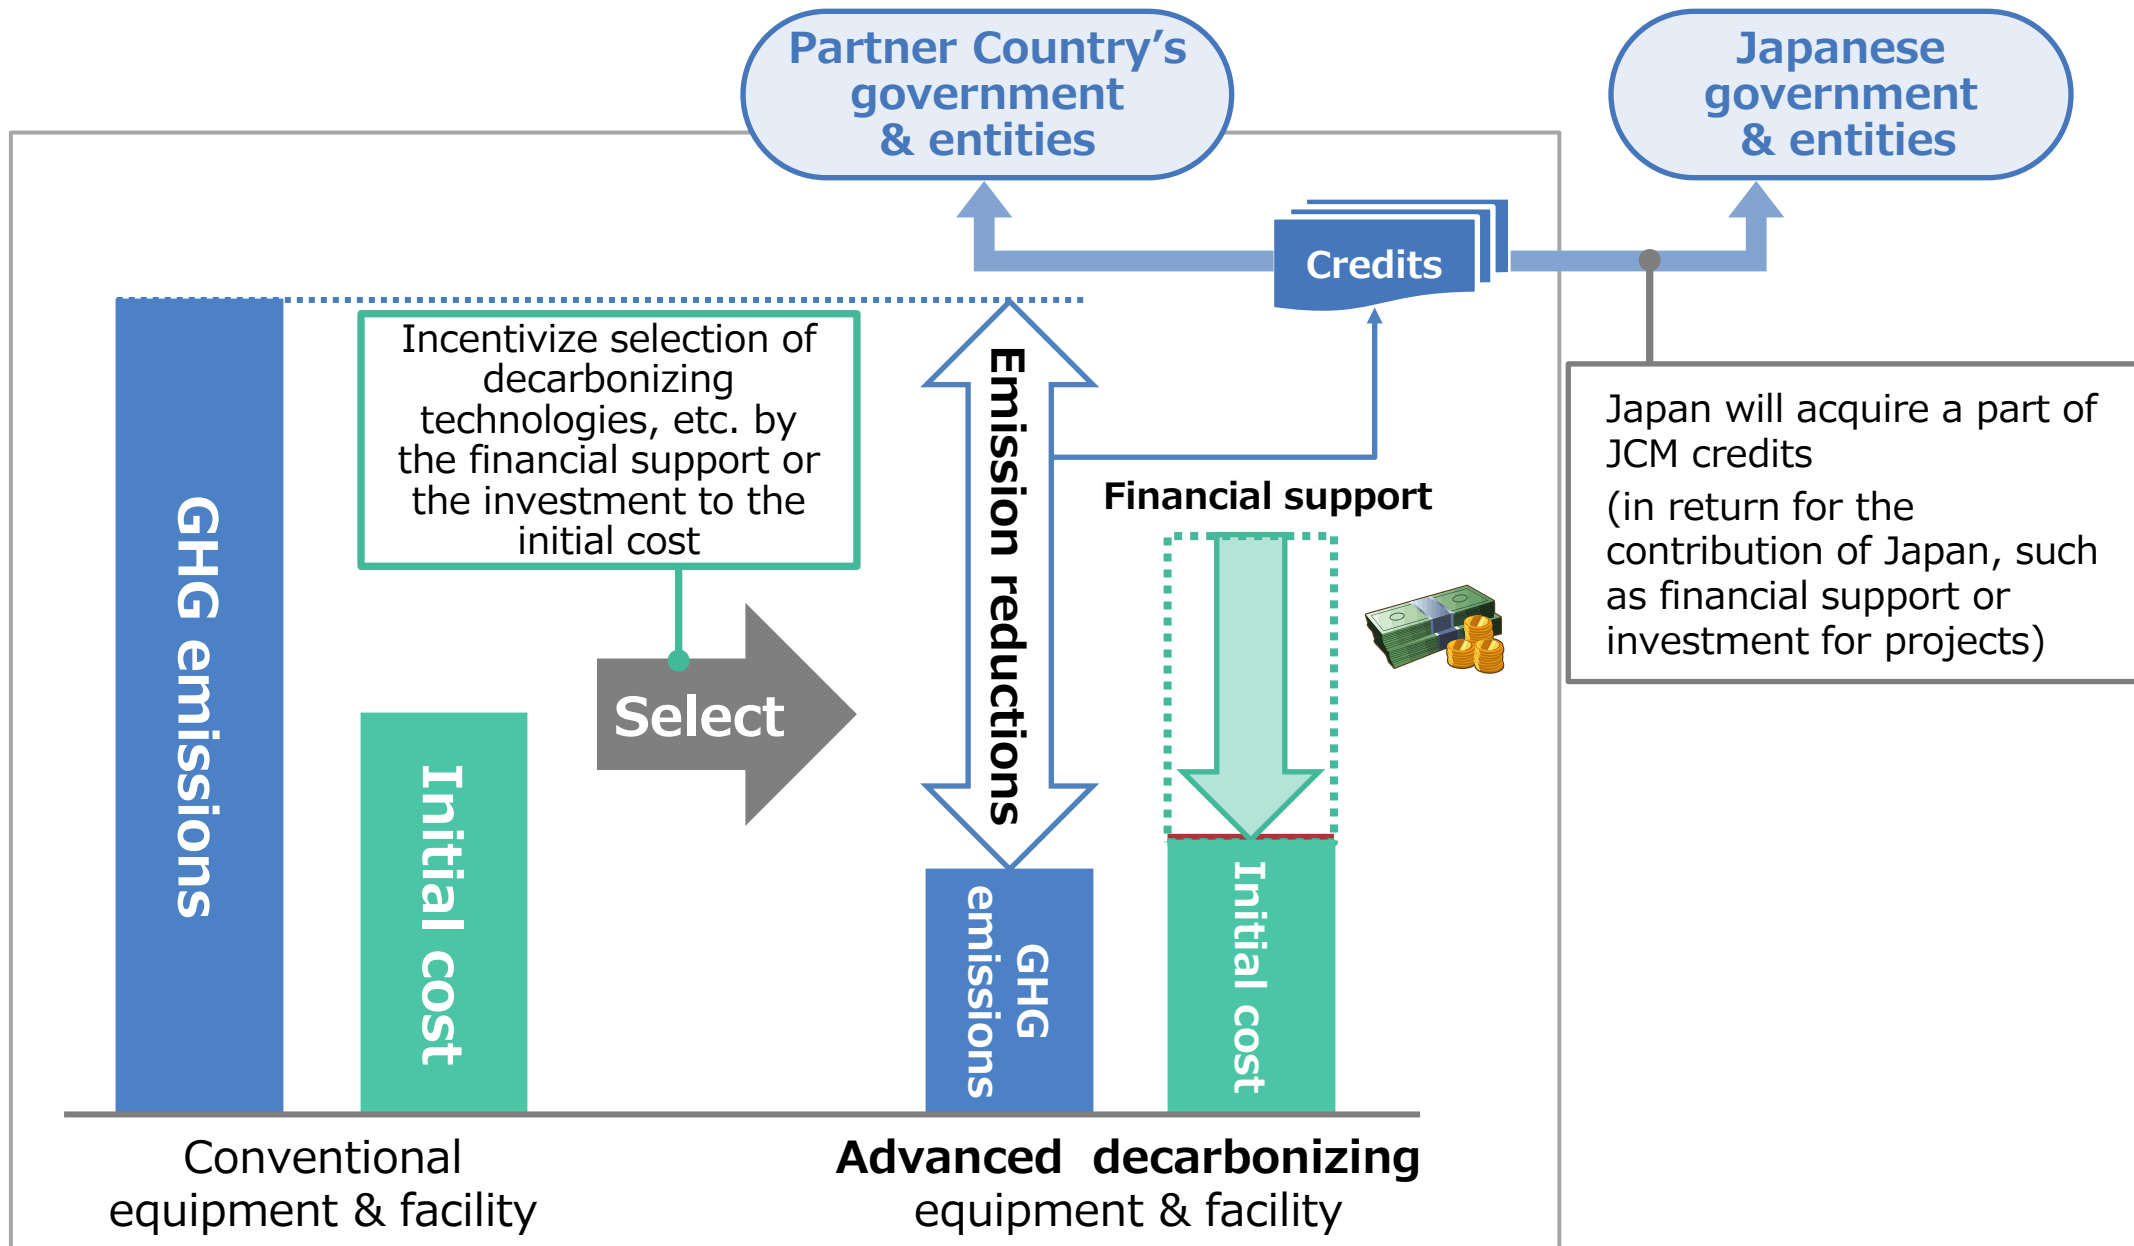 Partner Country’s
government
& entities
Japanese
government
& entities
Credits
Incentivize selection of
decarbonizing
technologies, etc. by
the financial support or
the investment to the
initial cost
Emission reductions
Financial support
Japan will acquire a part of
JCM credits
(in return for the
contribution of Japan, such
as financial support or
investment for projects)
GHG emissions
Initial cost
Select
GHG
emissions
Initial cost
Conventional
equipment & facility
Advanced decarbonizing
equipment & facility